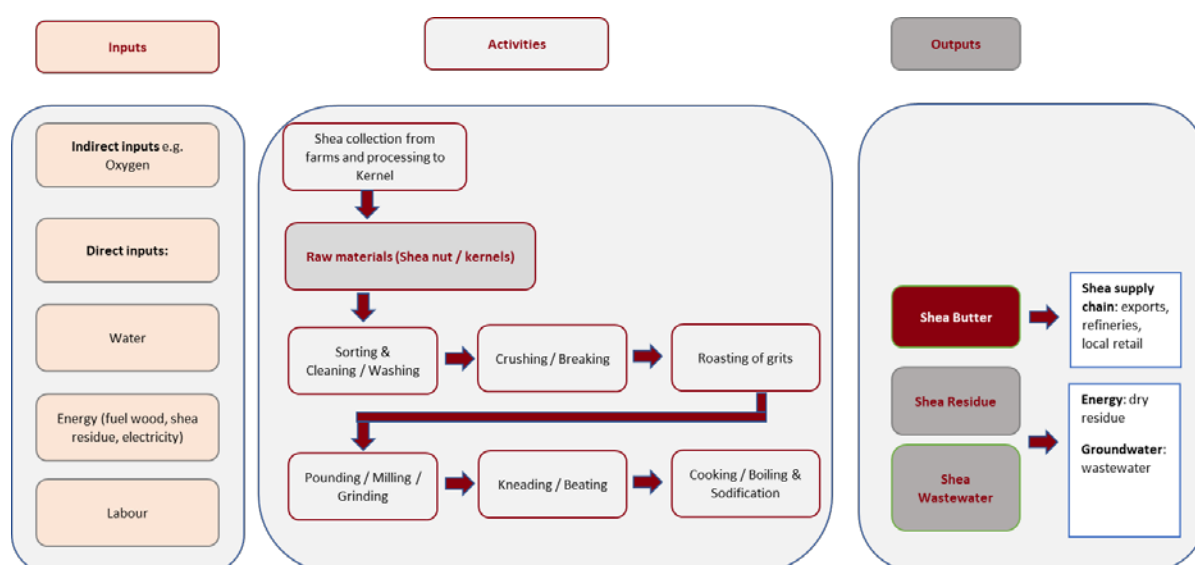 Inputs
Activities
Outputs
Indirect inputs e.g.
Oxygen
Direct inputs:
Water
Energy (fuel wood, shea
residue, electricity)
Labour
Shea collection from
farms and processing to
Kernel
Raw materials (Shea nut / kernels)
Sorting &
Cleaning / Washing
Crushing / Breaking
Roasting of grits
Pounding / Milling /
Grinding
Kneading / Beating
Cooking / Boiling &
Sodification
Shea Butter
Shea Residue
Shea
Wastewater
Shea supply
chain: exports,
refineries,
local retail
Energy: dry
residue
Groundwater:
wastewater